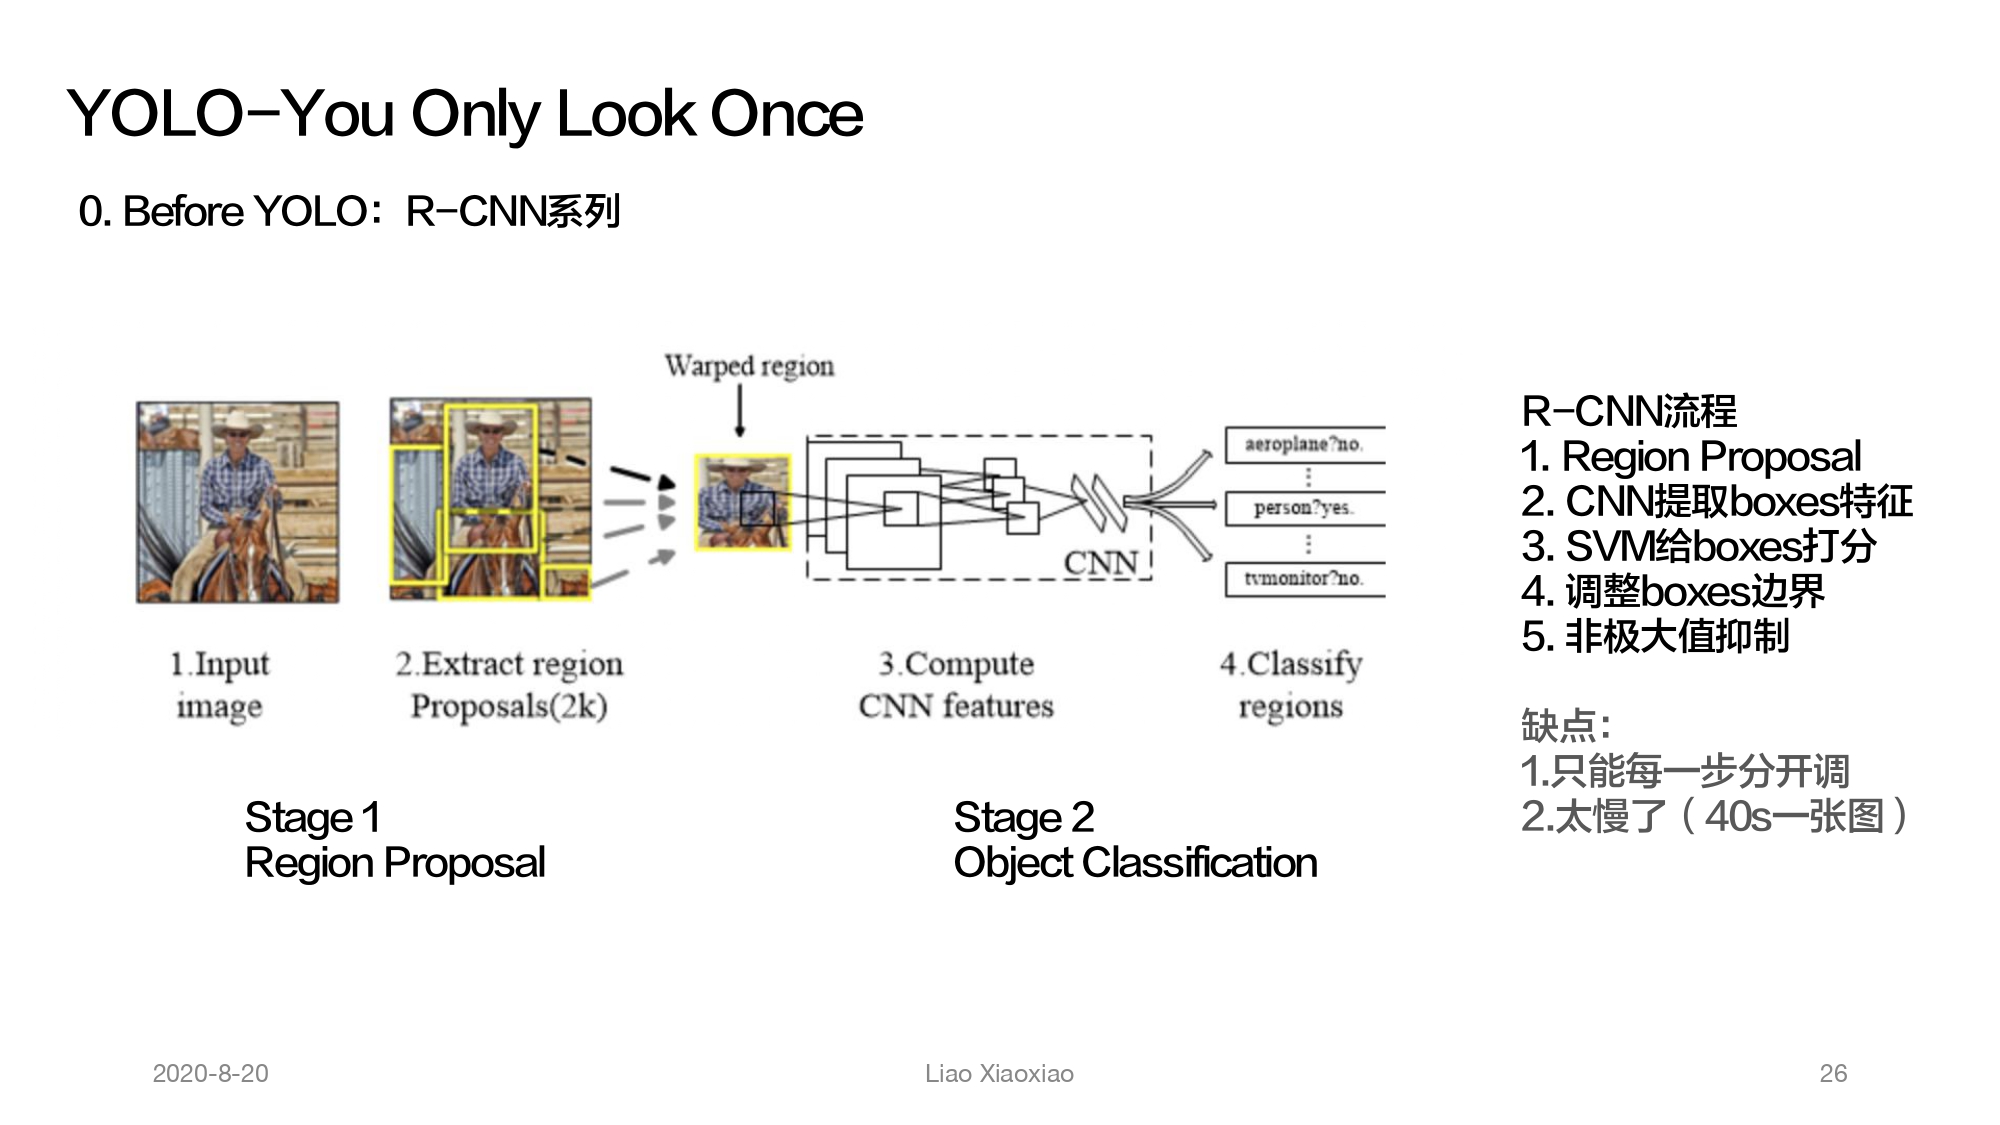 YOLO-You Only Look Once
0. Before YOLO：R-CNN系列
Warped region
aeroplane?no.
person?yes.
CNN
tvmonitor?no.
1.Input
image
2.Extract region
Proposals(2k)
3.Compute
CNN features
4.Classify
regions
Stage 1
Region Proposal
Stage 2
Object Classification
R-CNN流程
1. Region Proposal
2. CNN提取boxes特征
3. SVM给boxes打分
4. 调整boxes边界
5. 非极大值抑制
缺点：
1.只能每一步分开调
2.太慢了（40s一张图）
2020-8-20
Liao Xiaoxiao
26